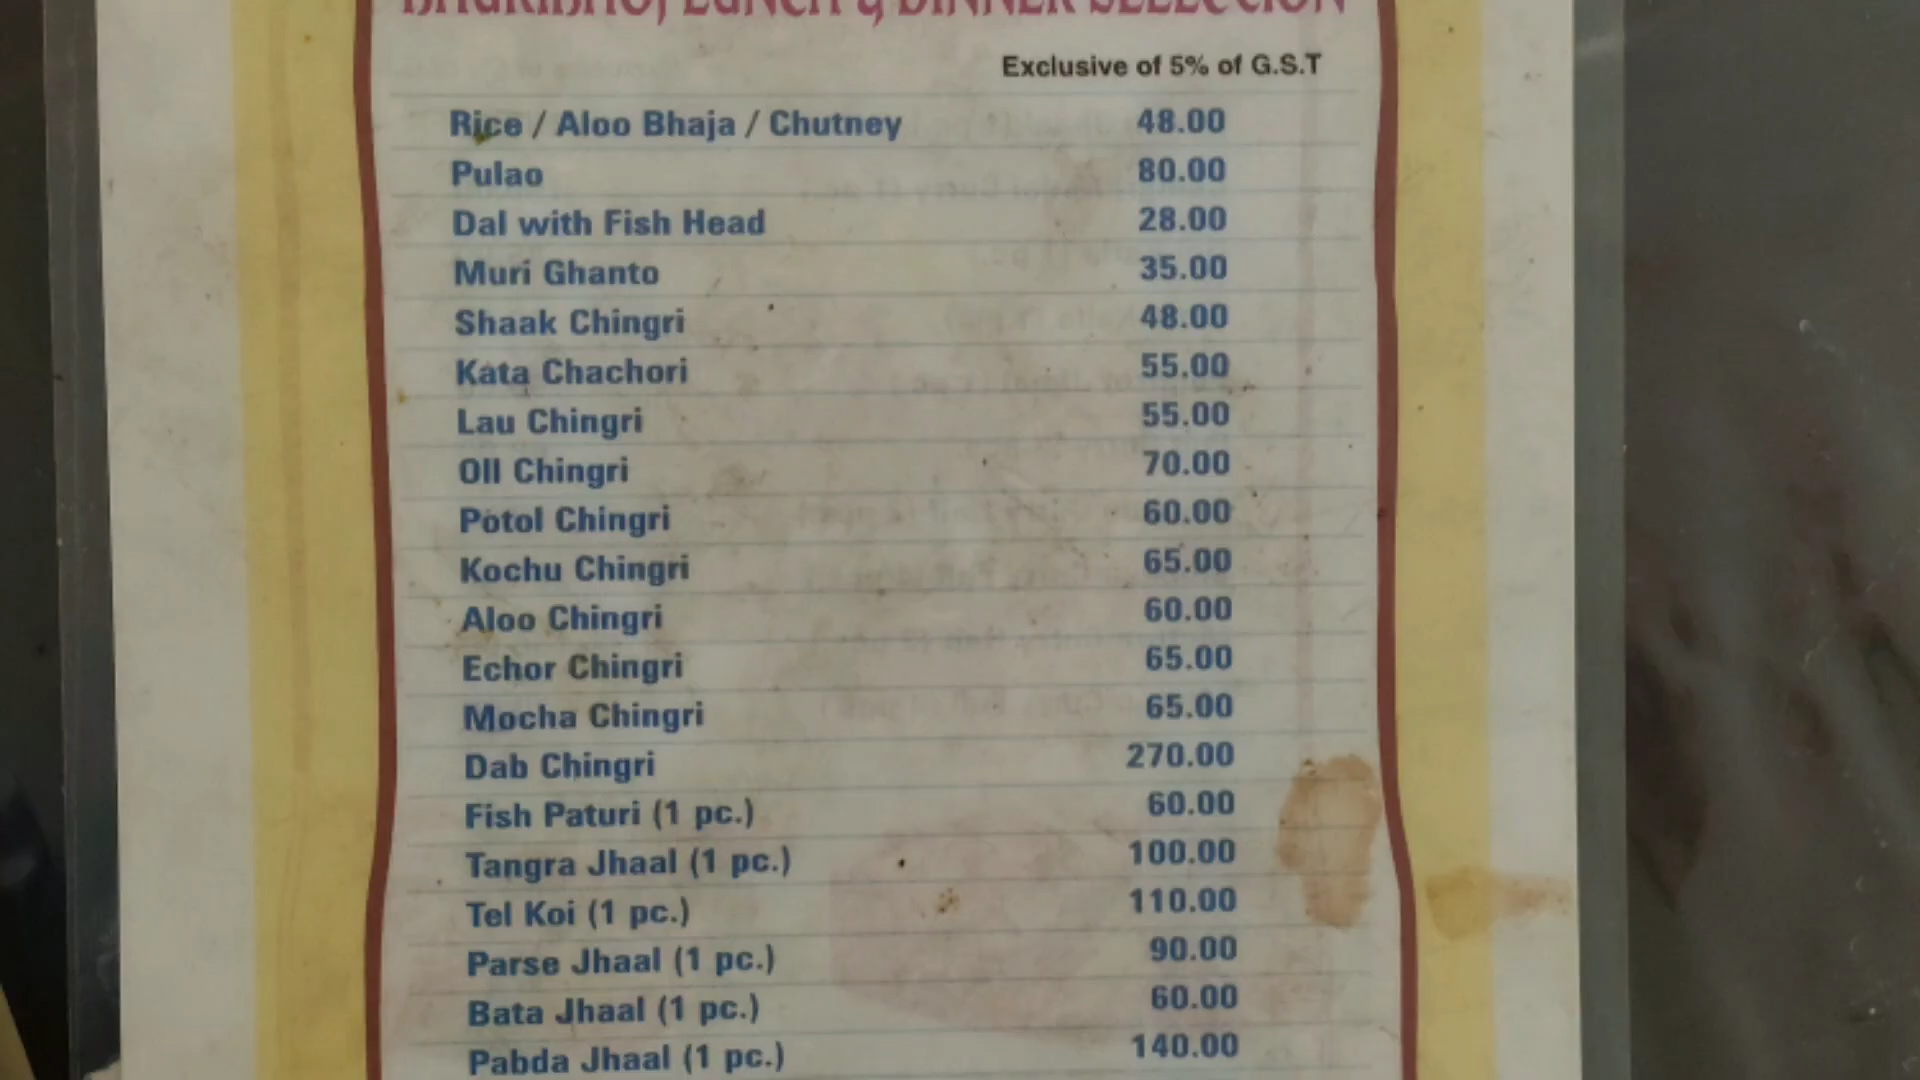 BHURIBHOJ LUNCH & DINNER SELECTION
Exclusive of 5% of G.S.T
Rice / Aloo Bhaja / Chutney 48.00
Pulao 80.00
Dal with Fish Head 28.00
Muri Ghanto 35.00
Shaak Chingri 48.00
Kata Chachori 55.00
Lau Chingri 55.00
Oll Chingri 70.00
Potol Chingri 60.00
Kochu Chingri 65.00
Aloo Chingri 60.00
Echor Chingri 65.00
Mocha Chingri 65.00
Dab Chingri 270.00
Fish Paturi (1 pc.) 60.00
Tangra Jhaal (1 pc.) 100.00
Tel Koi (1 pc.) 110.00
Parse Jhaal (1 pc.) 90.00
Bata Jhaal (1 pc.) 60.00
Pabda Jhaal (1 pc.) 140.00